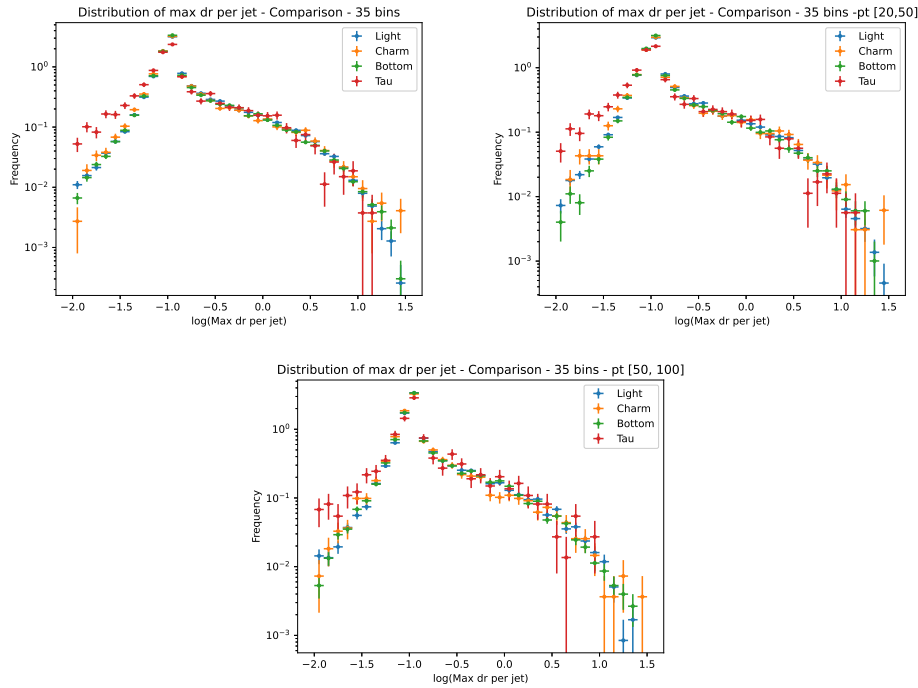 Distribution of max dr per jet - Comparison - 35 bins
Light
Charm
Bottom
Tau
10⁰
10⁻¹
10⁻²
10⁻³
Frequency
−2.0 −1.5 −1.0 −0.5 0.0 0.5 1.0 1.5
log(Max dr per jet)
Distribution of max dr per jet - Comparison - 35 bins -pt [20,50]
Light
Charm
Bottom
Tau
10⁰
10⁻¹
10⁻²
10⁻³
Frequency
−2.0 −1.5 −1.0 −0.5 0.0 0.5 1.0 1.5
log(Max dr per jet)
Distribution of max dr per jet - Comparison - 35 bins - pt [50, 100]
Light
Charm
Bottom
Tau
10⁰
10⁻¹
10⁻²
10⁻³
Frequency
−2.0 −1.5 −1.0 −0.5 0.0 0.5 1.0 1.5
log(Max dr per jet)